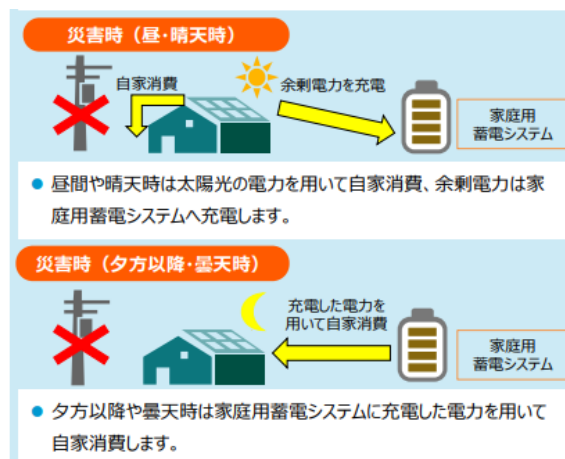 災害時（昼・晴天時）
自家消費
余剰電力を充電
家庭用
蓄電システム
● 昼間や晴天時は太陽光の電力を用いて自家消費、余剰電力は家
庭用蓄電システムへ充電します。
災害時（夕方以降・曇天時）
充電した電力を
用いて自家消費
家庭用
蓄電システム
● 夕方以降や曇天時は家庭用蓄電システムに充電した電力を用いて
自家消費します。